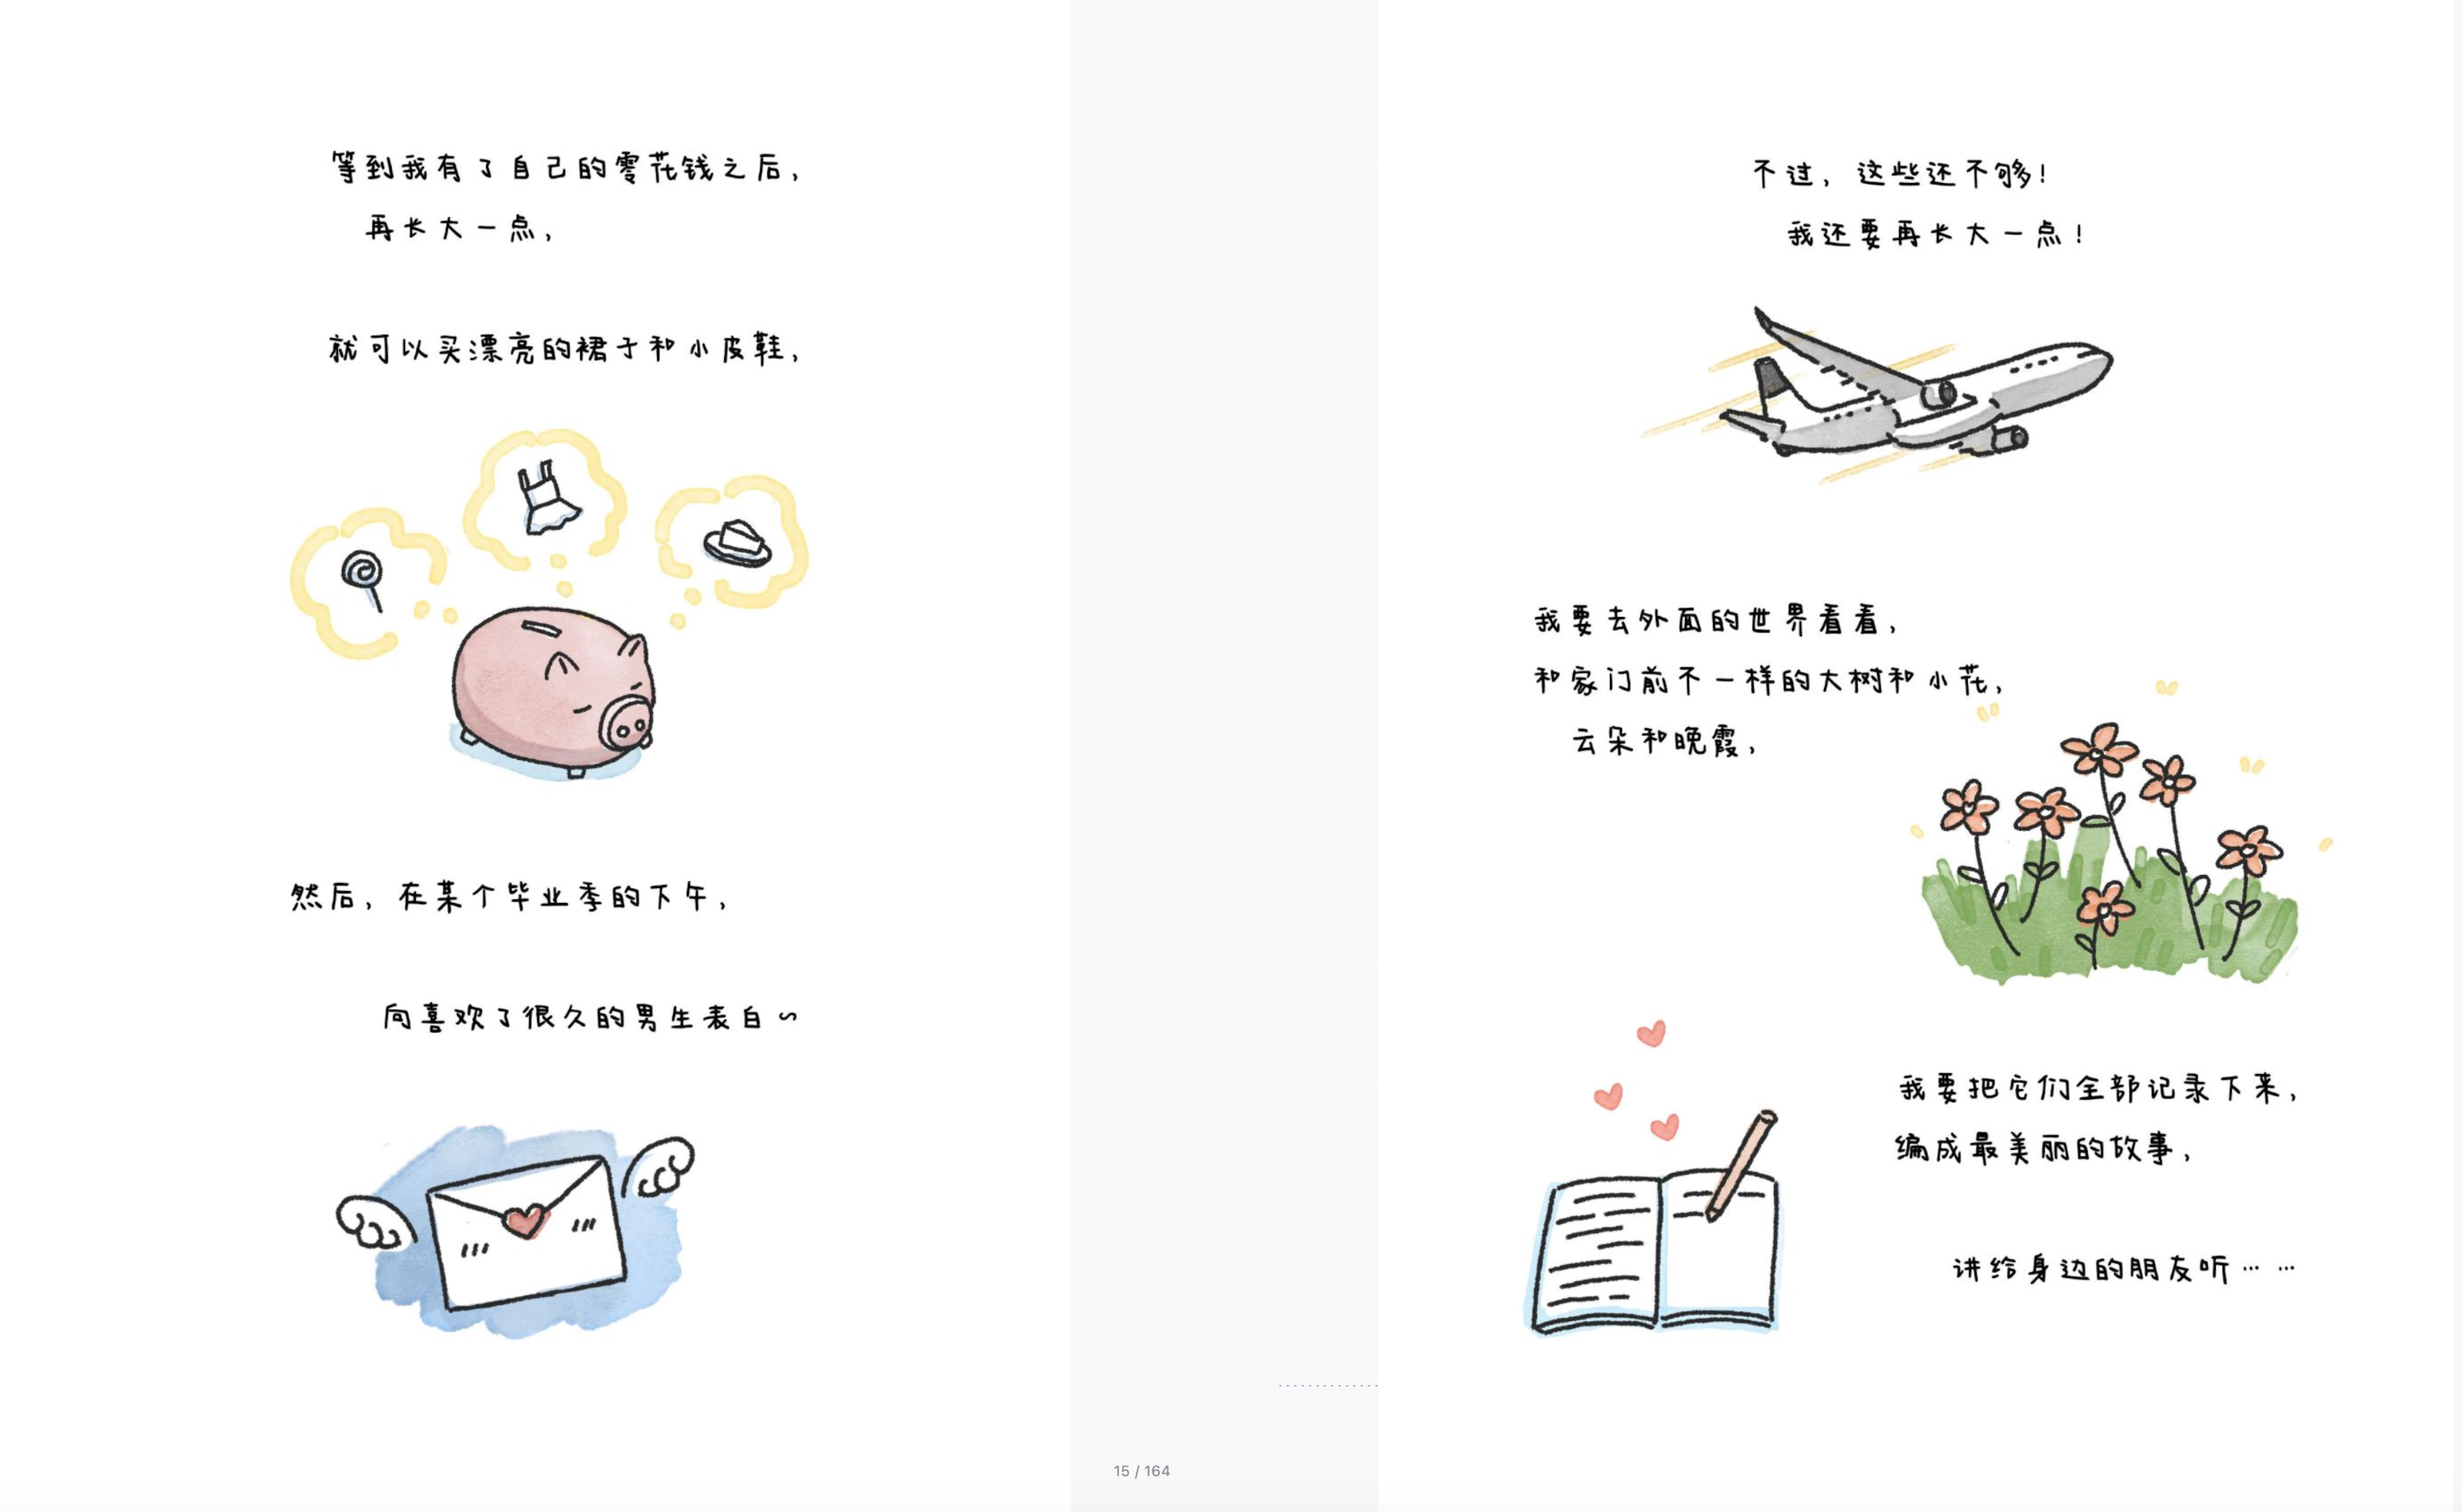 等到我有了自己的零花钱之后，
再长大一点，
就可以买漂亮的裙子和小皮鞋，
然后，在某个毕业季的下午，
向喜欢了很久的男生表白~
不过，这些还不够！
我还要再长大一点！
我要去外面的世界看看，
和家门前不一样的大树和小花，
云朵和晚霞，
我要把它们全部记录下来，
编成最美丽的故事，
讲给身边的朋友听……
15 / 164